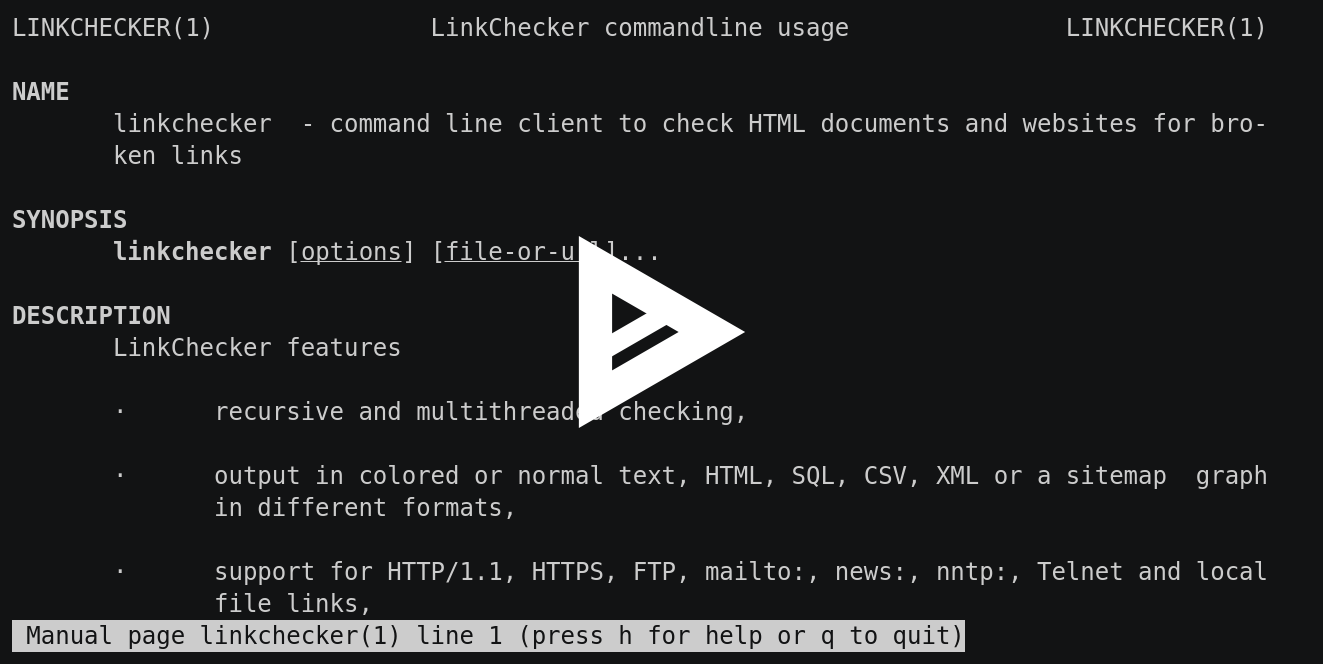 LINKCHECKER(1) LinkChecker commandline usage LINKCHECKER(1)
NAME
linkchecker - command line client to check HTML documents and websites for bro-
ken links
SYNOPSIS
linkchecker [options] [file-or-url]...
DESCRIPTION
LinkChecker features
· recursive and multithreaded checking,
· output in colored or normal text, HTML, SQL, CSV, XML or a sitemap graph
in different formats,
· support for HTTP/1.1, HTTPS, FTP, mailto:, news:, nntp:, Telnet and local
file links,
Manual page linkchecker(1) line 1 (press h for help or q to quit)